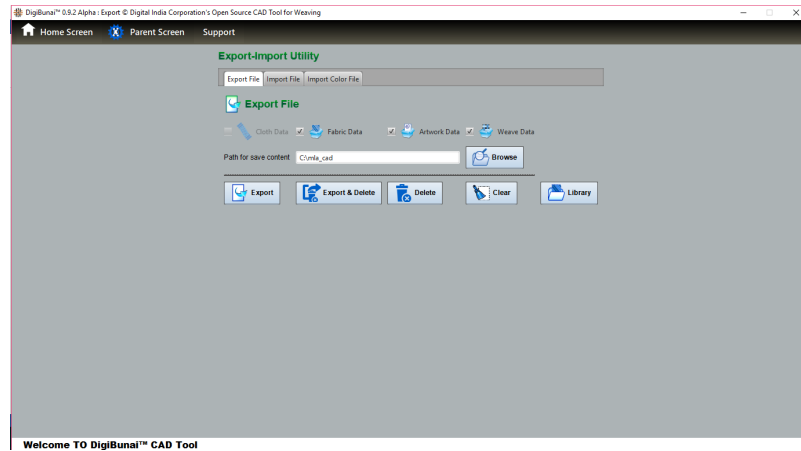 DigiBunai™ 0.9.2 Alpha : Export © Digital India Corporation's Open Source CAD Tool for Weaving
Home Screen Parent Screen Support
Export-Import Utility
Export File Import File Import Color File
Export File
Cloth Data Fabric Data Artwork Data Weave Data
Path for save content C:\mla_cad Browse
Export Export & Delete Delete Clear Library
Welcome TO DigiBunai™ CAD Tool